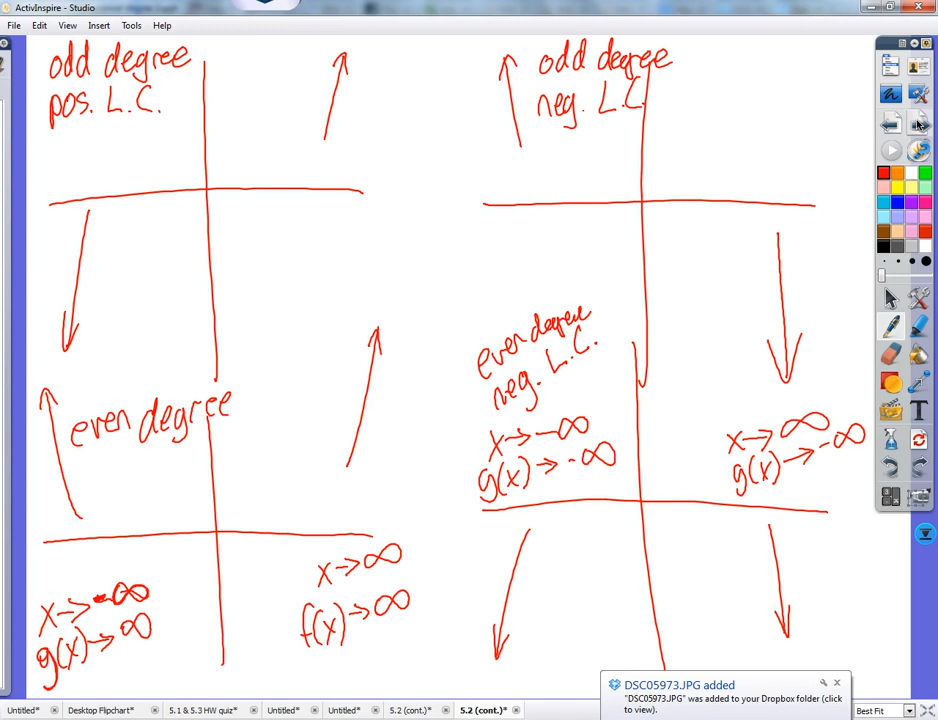 ActivInspire - Studio
File Edit View Insert Tools Help
odd degree
pos. L.C.
odd degree
neg. L.C.
even degree
x→-∞
g(x)→∞
x→∞
f(x)→∞
even degree
neg. L.C.
x→-∞
g(x)→-∞
x→∞
g(x)→-∞
DSC05973.JPG added
"DSC05973.JPG" was added to your Dropbox folder (click
to view).
Untitled* Desktop Flipchart* 5.1 & 5.3 HW quiz* Untitled* Untitled* 5.2 (cont.)* 5.2 (cont.)* Best Fit